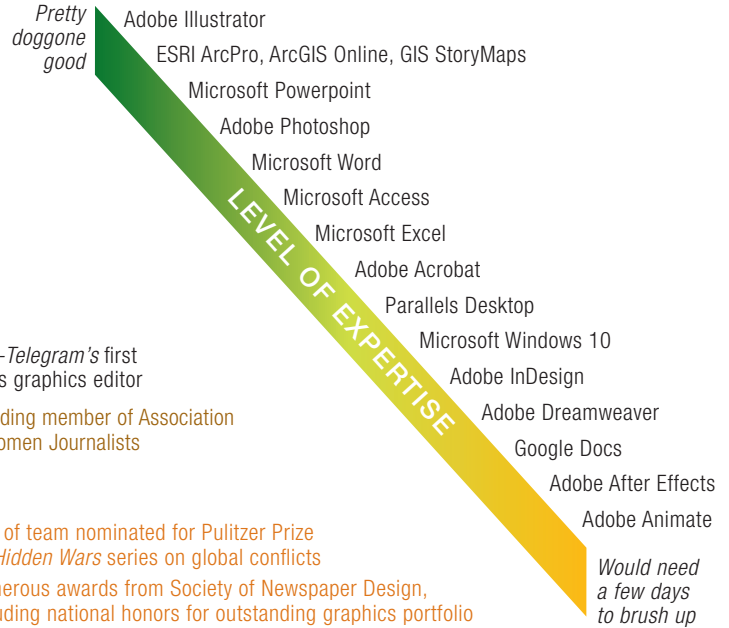 Pretty
doggone
good
Adobe Illustrator
ESRI ArcPro, ArcGIS Online, GIS StoryMaps
Microsoft Powerpoint
Adobe Photoshop
Microsoft Word
Microsoft Access
Microsoft Excel
Adobe Acrobat
Parallels Desktop
Microsoft Windows 10
Adobe InDesign
Adobe Dreamweaver
Google Docs
Adobe After Effects
Adobe Animate
LEVEL OF EXPERTISE
Would need
a few days
to brush up
-Telegram's first
s graphics editor
ding member of Association
omen Journalists
of team nominated for Pulitzer Prize
Hidden Wars series on global conflicts
erous awards from Society of Newspaper Design,
uding national honors for outstanding graphics portfolio